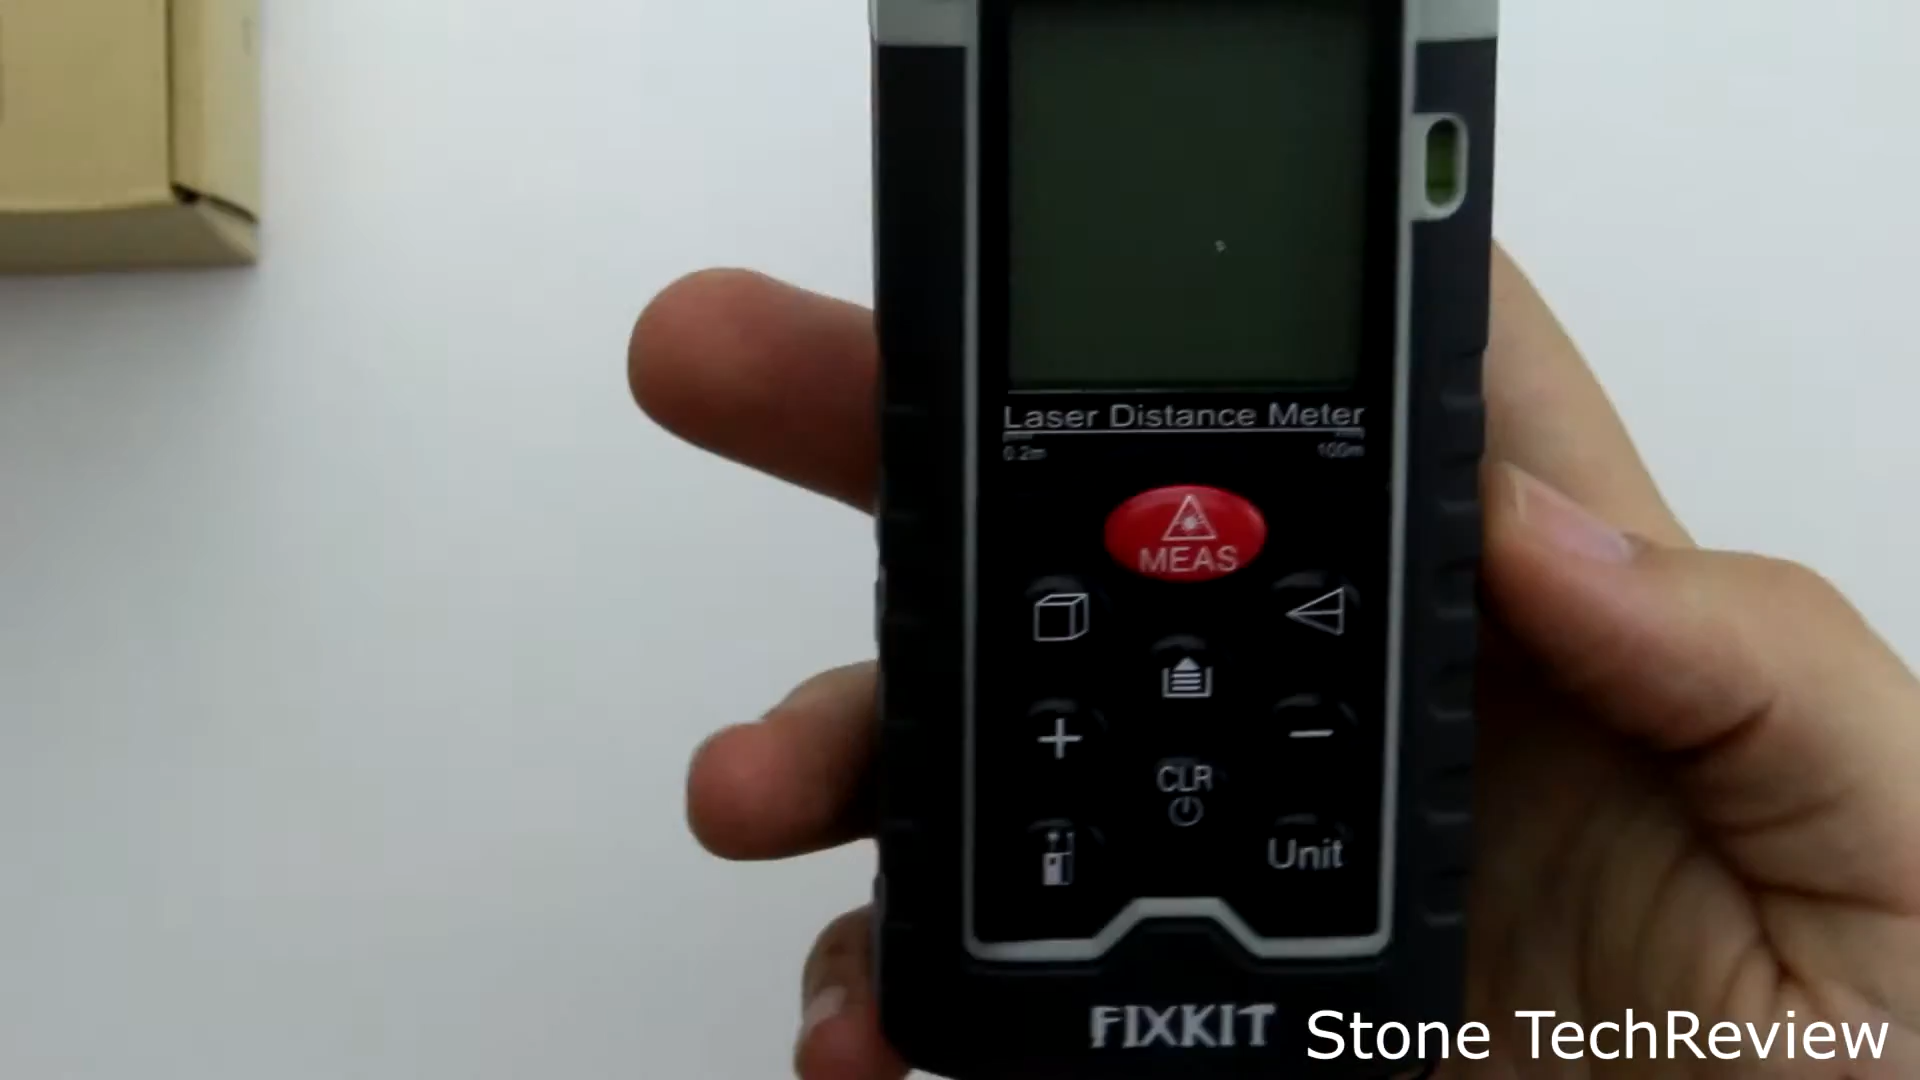 Laser Distance Meter
0.2m 100m
MEAS
CLR
Unit
FIXKIT
Stone TechReview